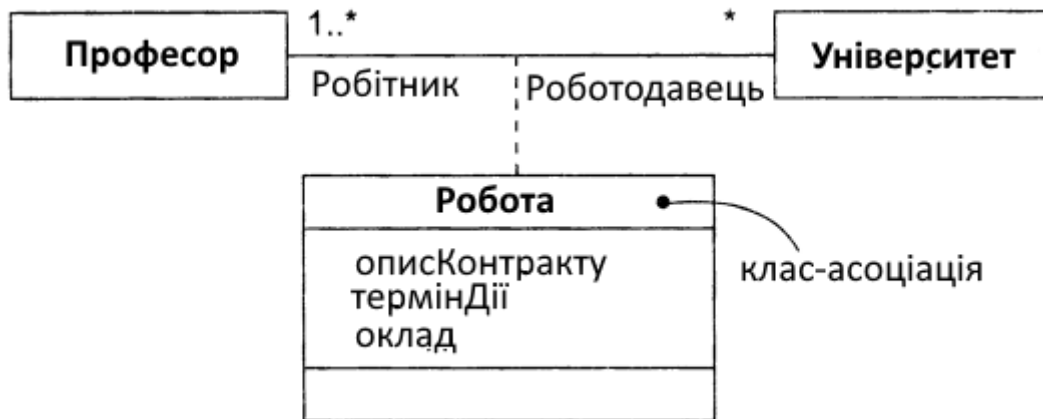 1..* *
Професор Університет
Робітник Роботодавець
Робота
описКонтракту
термінДії
оклад
клас-асоціація